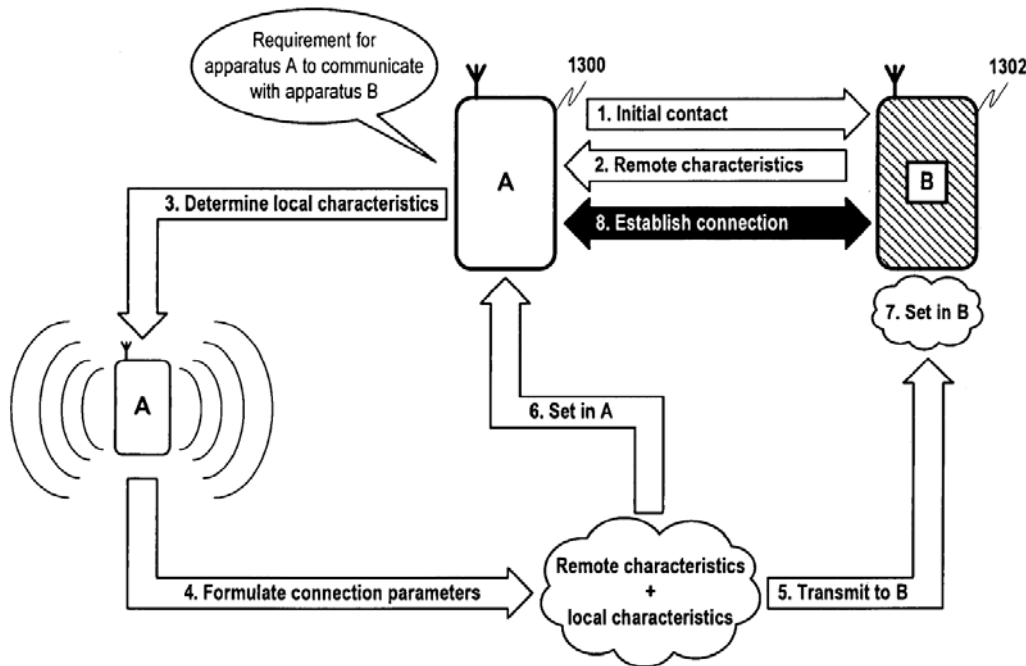 Requirement for
apparatus A to communicate
with apparatus B
1300
1302
1. Initial contact
2. Remote characteristics
A
B
3. Determine local characteristics
8. Establish connection
7. Set in B
A
6. Set in A
Remote characteristics
+
local characteristics
4. Formulate connection parameters
5. Transmit to B